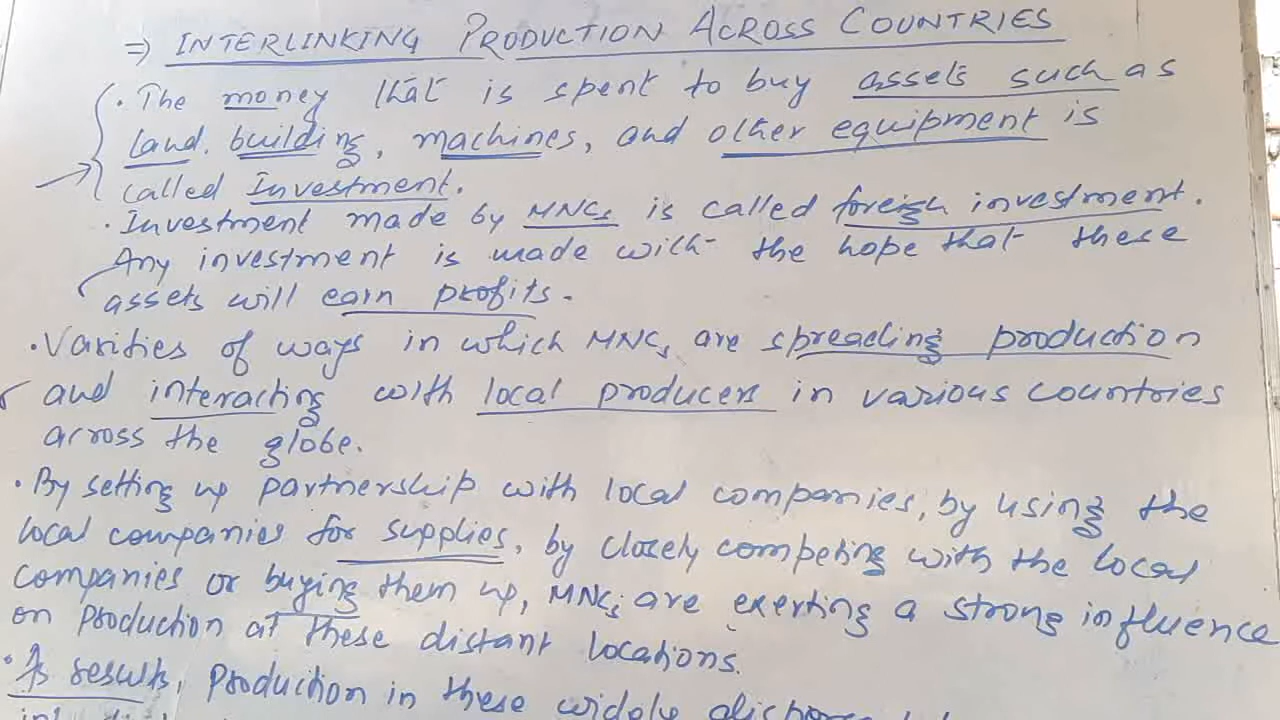 ⇒ INTERLINKING PRODUCTION ACROSS COUNTRIES
• The money that is spent to buy assets such as
land, building, machines, and other equipment is
called Investment.
• Investment made by MNCs is called foreign investment.
Any investment is made with the hope that these
assets will earn profits.
• Varities of ways in which MNCs are spreading production
and interacting with local producers in various countries
across the globe.
• By setting up partnership with local companies, by using the
local companies for supplies, by closely competing with the local
companies or buying them up, MNCs are exerting a strong influence
on production at these distant locations.
• As results, production in these widely